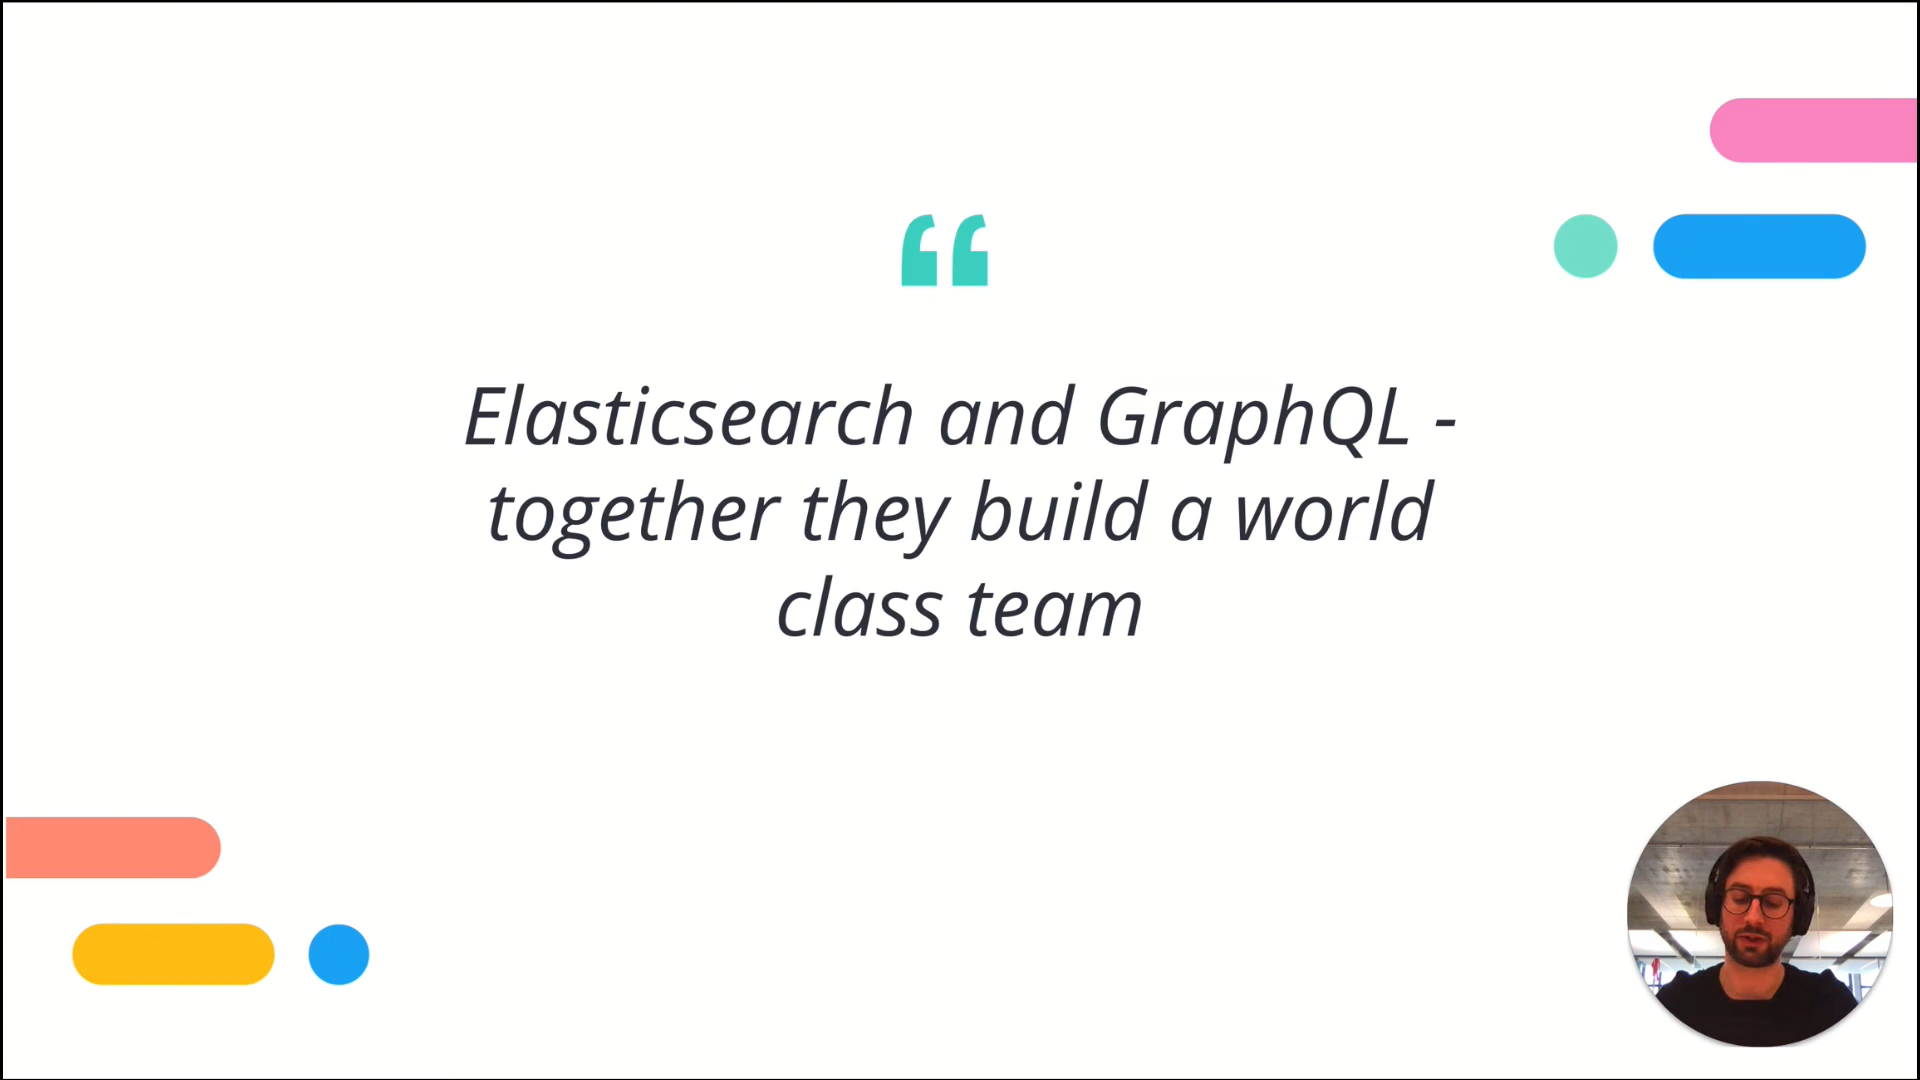 “
Elasticsearch and GraphQL -
together they build a world
class team